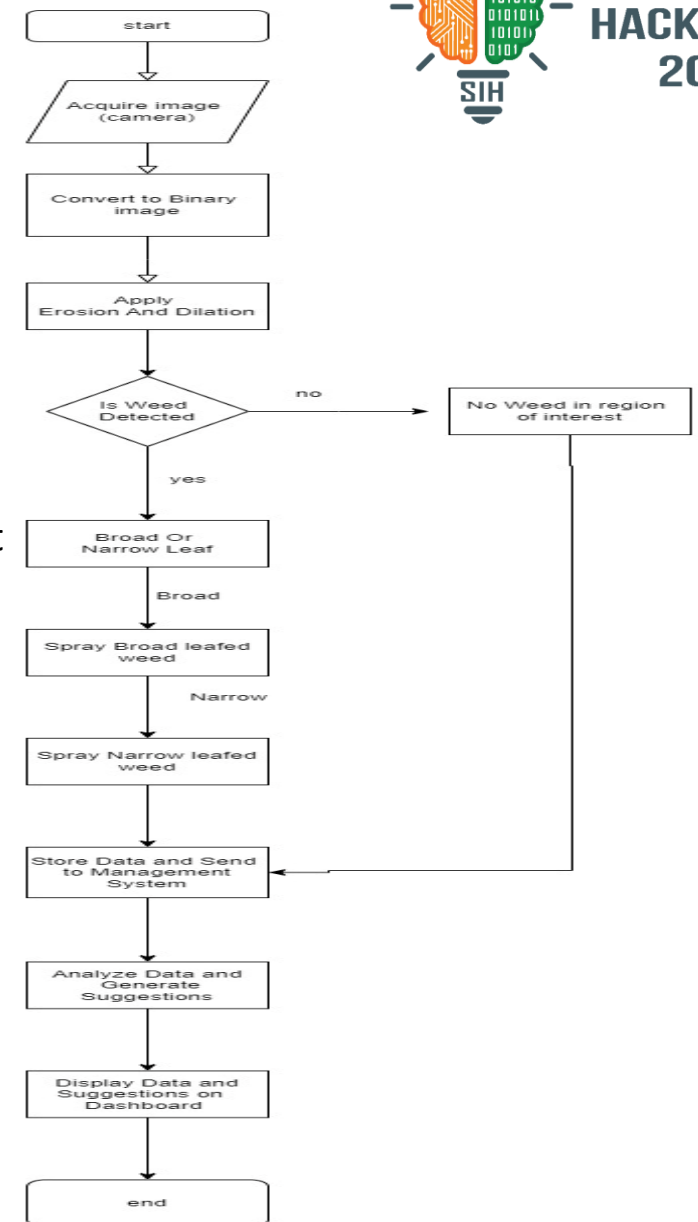 start
HACK
20
SIH
Acquire image
(camera)
Convert to Binary
image
Apply
Erosion And Dilation
Is Weed
Detected
no
No Weed in region
of interest
yes
t
Broad Or
Narrow Leaf
Broad
Spray Broad leafed
weed
Narrow
Spray Narrow leafed
weed
Store Data and Send
to Management
System
Analyze Data and
Generate
Suggestions
Display Data and
Suggestions on
Dashboard
end